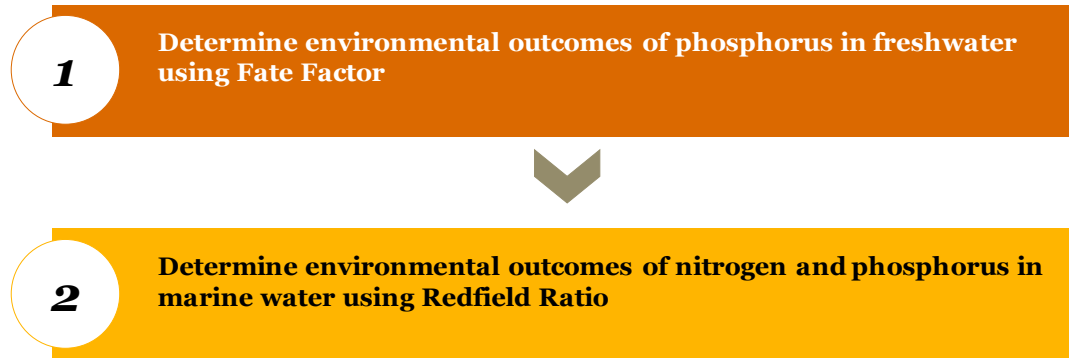 1
Determine environmental outcomes of phosphorus in freshwater
using Fate Factor
2
Determine environmental outcomes of nitrogen and phosphorus in
marine water using Redfield Ratio